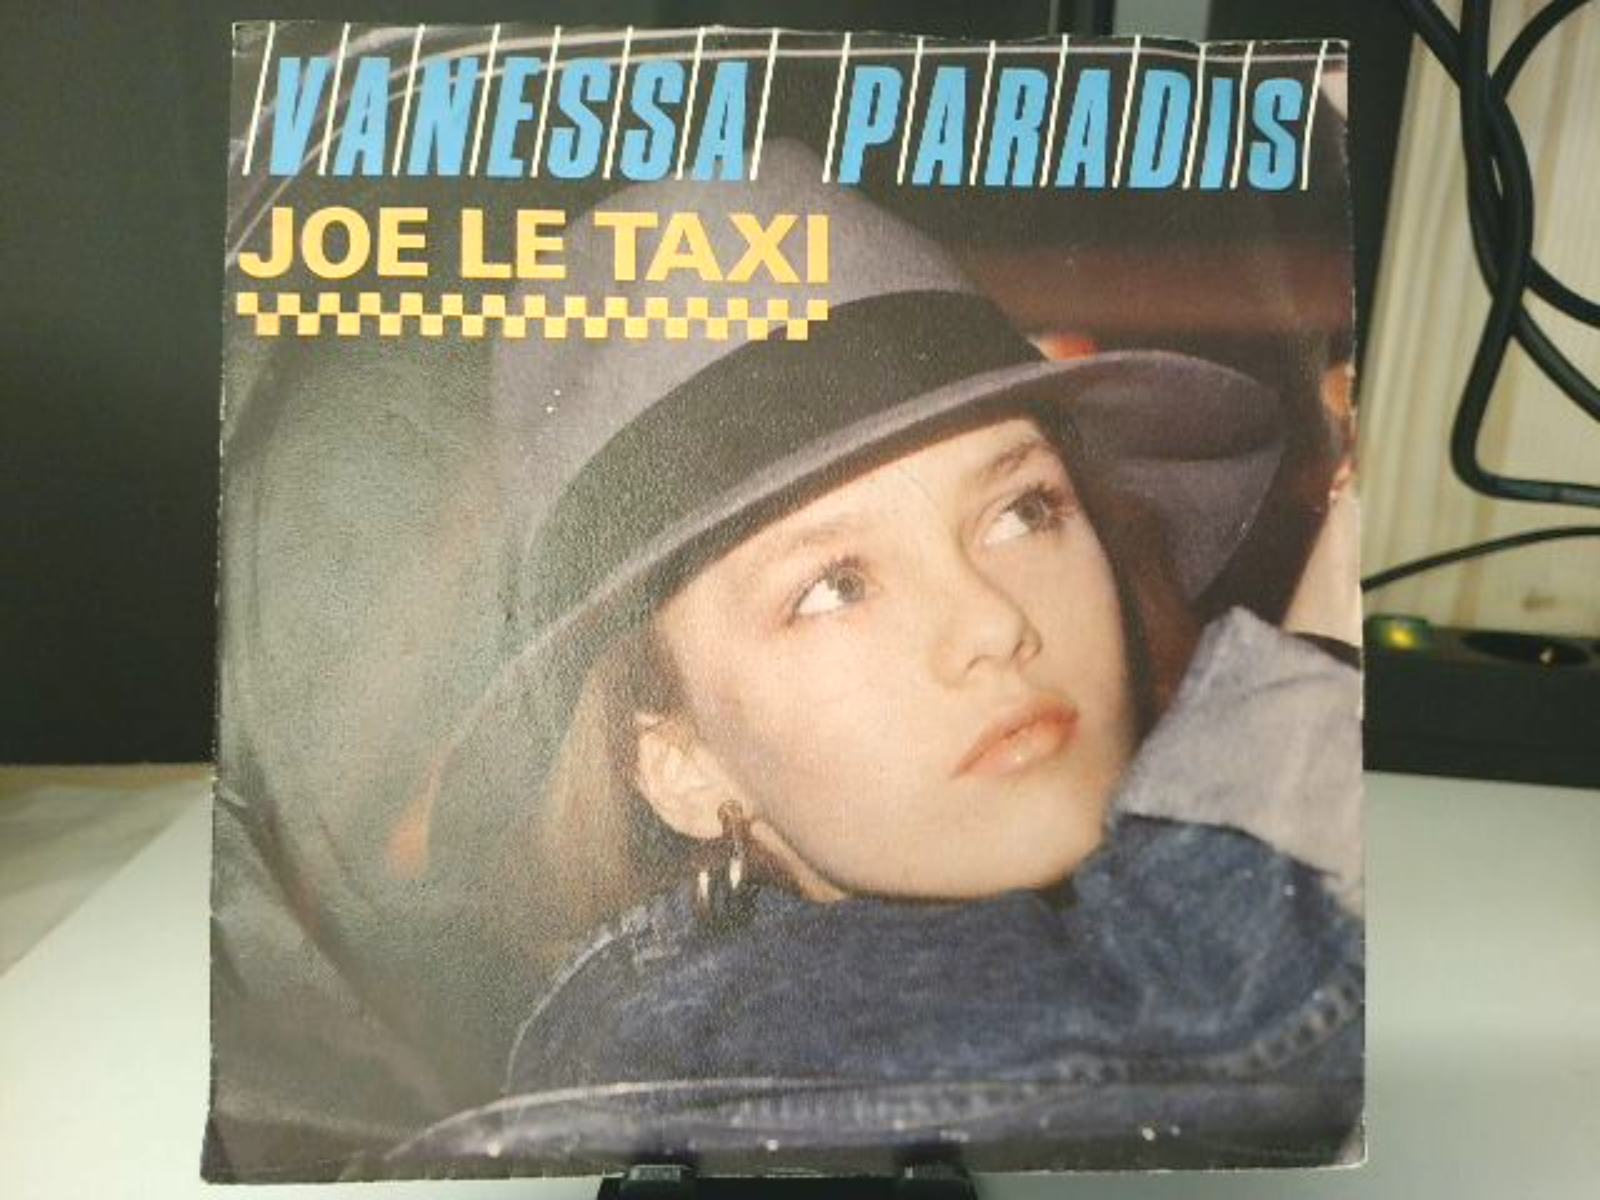 VANESSA PARADIS
JOE LE TAXI